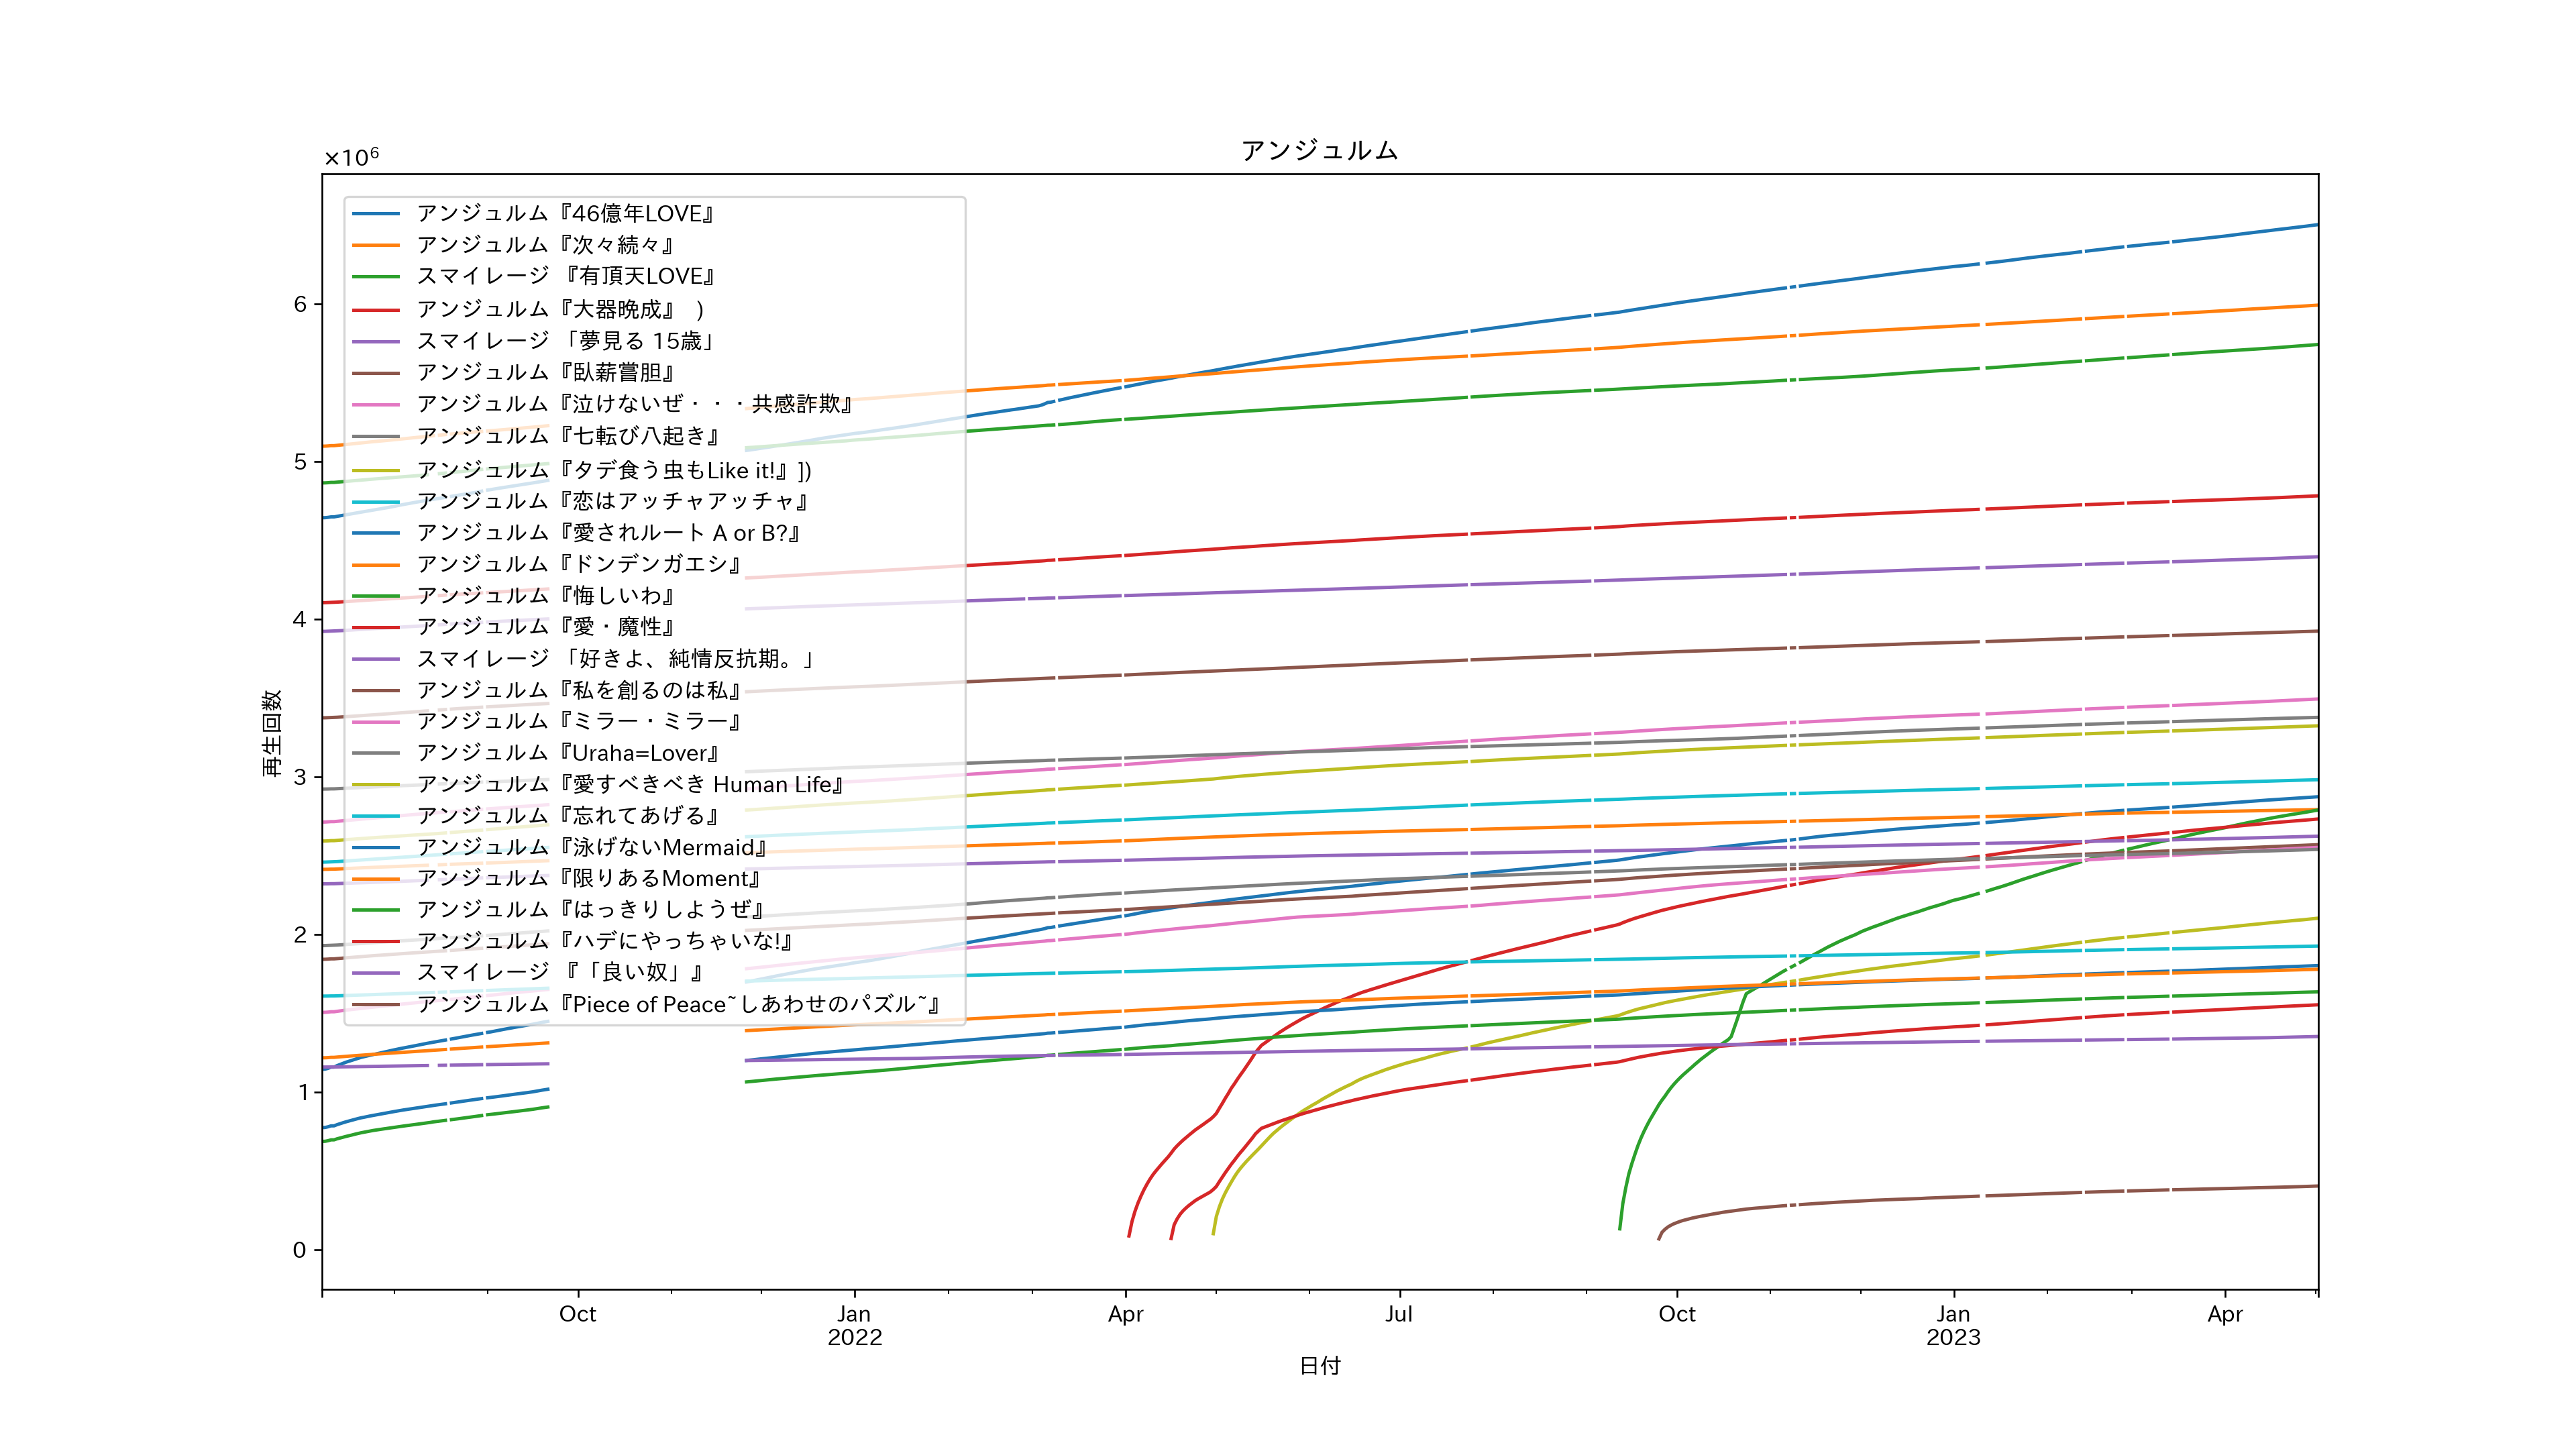 アンジュルム
×10⁶
アンジュルム『46億年LOVE』
アンジュルム『次々続々』
スマイレージ 『有頂天LOVE』
アンジュルム『大器晩成』 )
スマイレージ 「夢見る 15歳」
アンジュルム『臥薪嘗胆』
アンジュルム『泣けないぜ・・・共感詐欺』
アンジュルム『七転び八起き』
アンジュルム『タデ食う虫もLike it!』])
アンジュルム『恋はアッチャアッチャ』
アンジュルム『愛されルート A or B?』
アンジュルム『ドンデンガエシ』
アンジュルム『悔しいわ』
アンジュルム『愛・魔性』
スマイレージ 「好きよ、純情反抗期。」
アンジュルム『私を創るのは私』
アンジュルム『ミラー・ミラー』
アンジュルム『Uraha=Lover』
アンジュルム『愛すべきべき Human Life』
アンジュルム『忘れてあげる』
アンジュルム『泳げないMermaid』
アンジュルム『限りあるMoment』
アンジュルム『はっきりしようぜ』
アンジュルム『ハデにやっちゃいな!』
スマイレージ 『「良い奴」』
アンジュルム『Piece of Peace~しあわせのパズル~』
再生回数
6
5
4
3
2
1
0
Oct
Jan
2022
Apr
Jul
Oct
Jan
2023
Apr
日付